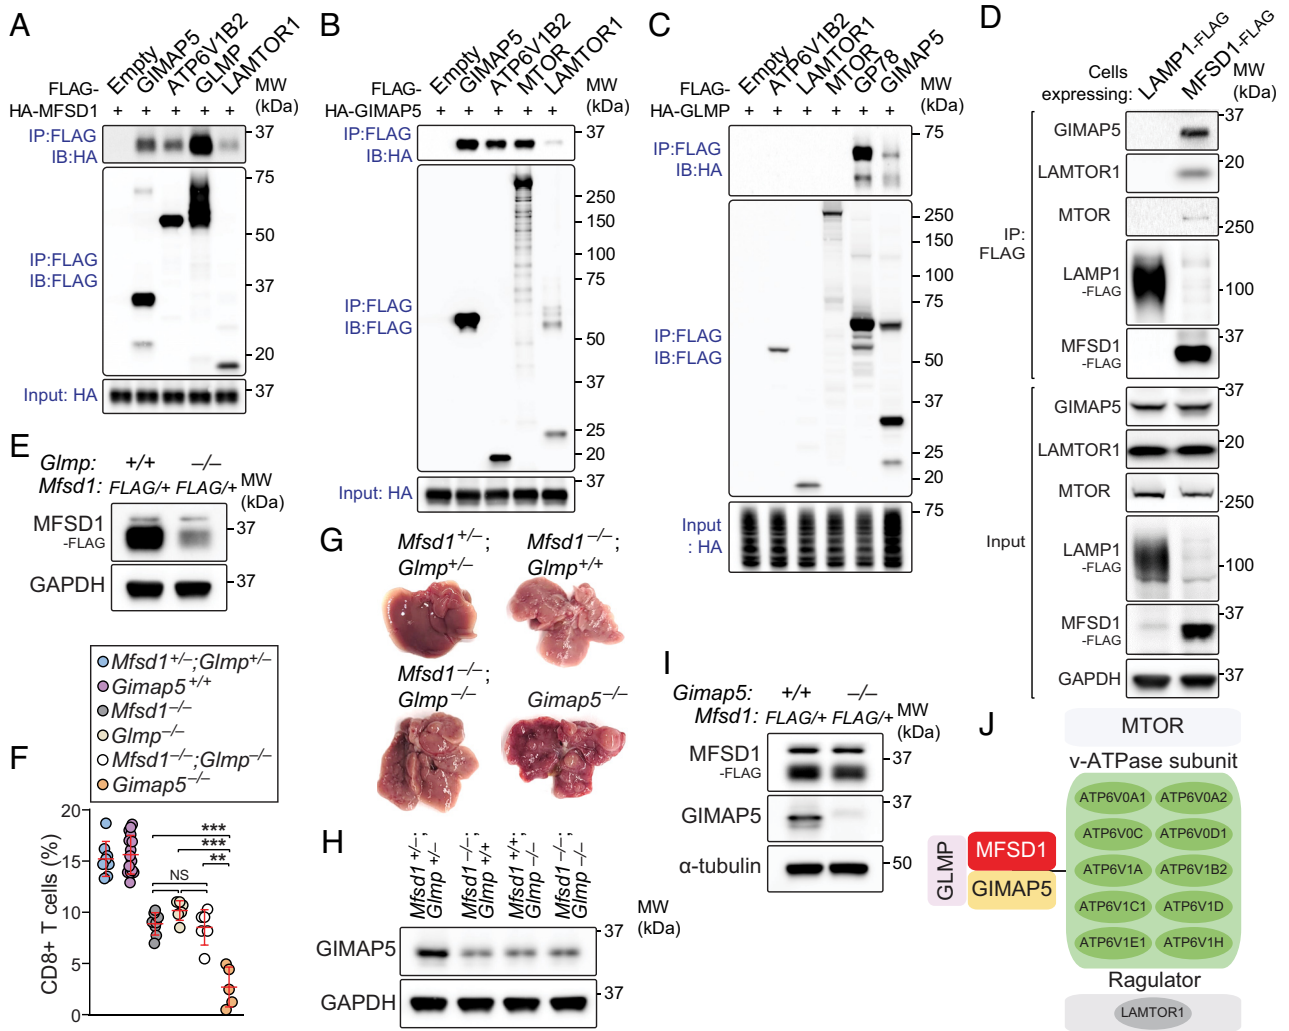 A
Empty
GIMAP5
ATP6V1B2
GLMP
LAMTOR1
FLAG-
HA-MFSD1
+ + + + +
MW
(kDa)
IP:FLAG
IB:HA
37
IP:FLAG
IB:FLAG
75
50
37
20
Input: HA
37
B
Empty
GIMAP5
ATP6V1B2
MTOR
LAMTOR1
FLAG-
HA-GIMAP5
+ + + + +
MW
(kDa)
IP:FLAG
IB:HA
37
IP:FLAG
IB:FLAG
250
150
100
75
50
37
25
20
Input: HA
37
C
Empty
ATP6V1B2
LAMTOR1
MTOR
GP78
GIMAP5
FLAG-
HA-GLMP
+ + + + + +
MW
(kDa)
IP:FLAG
IB:HA
75
IP:FLAG
IB:FLAG
250
150
100
75
50
37
25
20
Input
: HA
75
D
Cells
expressing:
LAMP1-FLAG
MFSD1-FLAG
MW
(kDa)
IP:
FLAG
GIMAP5
37
LAMTOR1
20
MTOR
250
LAMP1
-FLAG
100
MFSD1
-FLAG
37
Input
GIMAP5
37
LAMTOR1
20
MTOR
250
LAMP1
-FLAG
100
MFSD1
-FLAG
37
GAPDH
37
E
Glmp: +/+ –/–
Mfsd1: FLAG/+ FLAG/+
MW
(kDa)
MFSD1
-FLAG
37
GAPDH
37
F
Mfsd1+/–;Glmp+/–
Gimap5+/+
Mfsd1–/–
Glmp–/–
Mfsd1–/–;Glmp–/–
Gimap5–/–
CD8+ T cells (%)
20
15
10
5
0
***
***
**
NS
G
Mfsd1+/–;
Glmp+/–
Mfsd1–/–;
Glmp+/+
Mfsd1–/–;
Glmp–/–
Gimap5–/–
H
Mfsd1+/–;
Glmp+/–
Mfsd1–/–;
Glmp+/+
Mfsd1+/+;
Glmp–/–
Mfsd1–/–;
Glmp–/–
MW
(kDa)
GIMAP5
37
GAPDH
37
I
Gimap5: +/+ –/–
Mfsd1: FLAG/+ FLAG/+
MW
(kDa)
MFSD1
-FLAG
37
GIMAP5
37
α-tubulin
50
J
MTOR
v-ATPase subunit
ATP6V0A1 ATP6V0A2
ATP6V0C ATP6V0D1
ATP6V1A ATP6V1B2
ATP6V1C1 ATP6V1D
ATP6V1E1 ATP6V1H
GLMP
MFSD1
GIMAP5
Ragulator
LAMTOR1